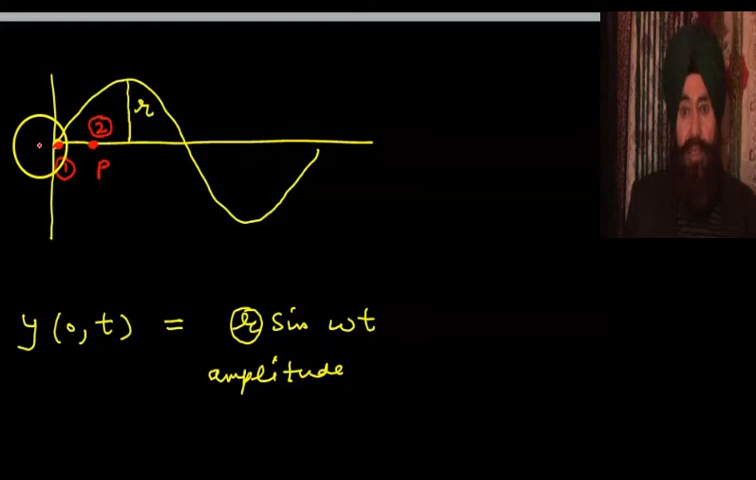 r
②
① P
y (0, t) = r sin ωt
amplitude